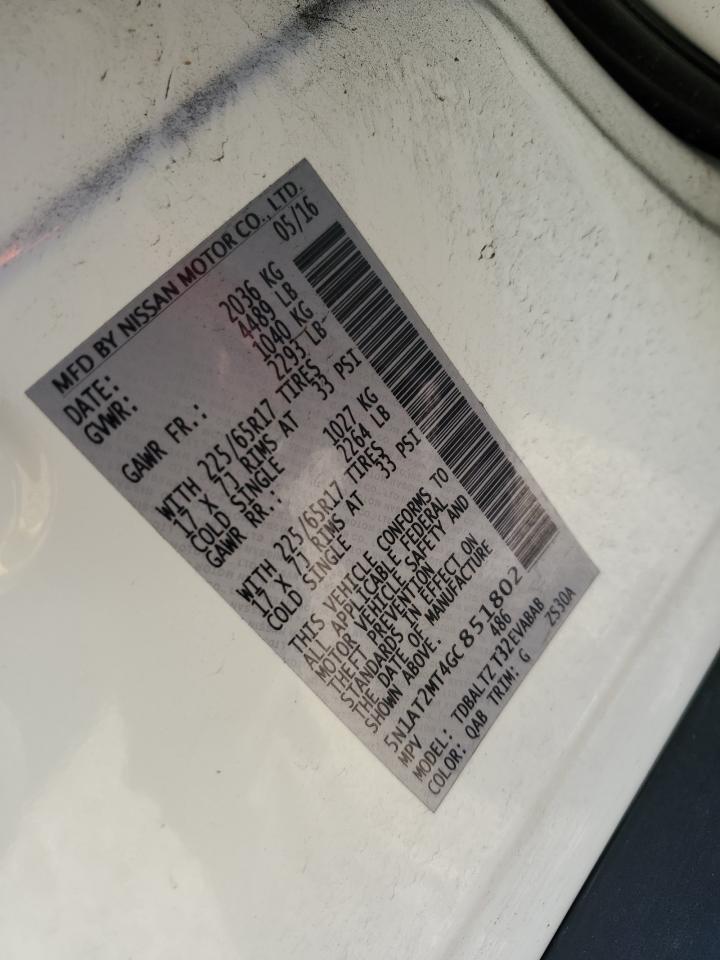 MFD BY NISSAN MOTOR CO., LTD.
DATE: 05/16
GVWR: 2036 KG
4489 LB
GAWR FR.: 1040 KG
2293 LB
WITH 225/65R17 TIRES
17 X 7J RIMS AT 33 PSI
COLD SINGLE
GAWR RR.: 1027 KG
2264 LB
WITH 225/65R17 TIRES
17 X 7J RIMS AT 33 PSI
COLD SINGLE
THIS VEHICLE CONFORMS TO
ALL APPLICABLE FEDERAL
MOTOR VEHICLE SAFETY AND
THEFT PREVENTION
STANDARDS IN EFFECT ON
THE DATE OF MANUFACTURE
SHOWN ABOVE.
5N1AT2MT4GC851802
MPV 486
MODEL: TDBALTZ T32EVABAB
COLOR: QAB TRIM: G ZS30A